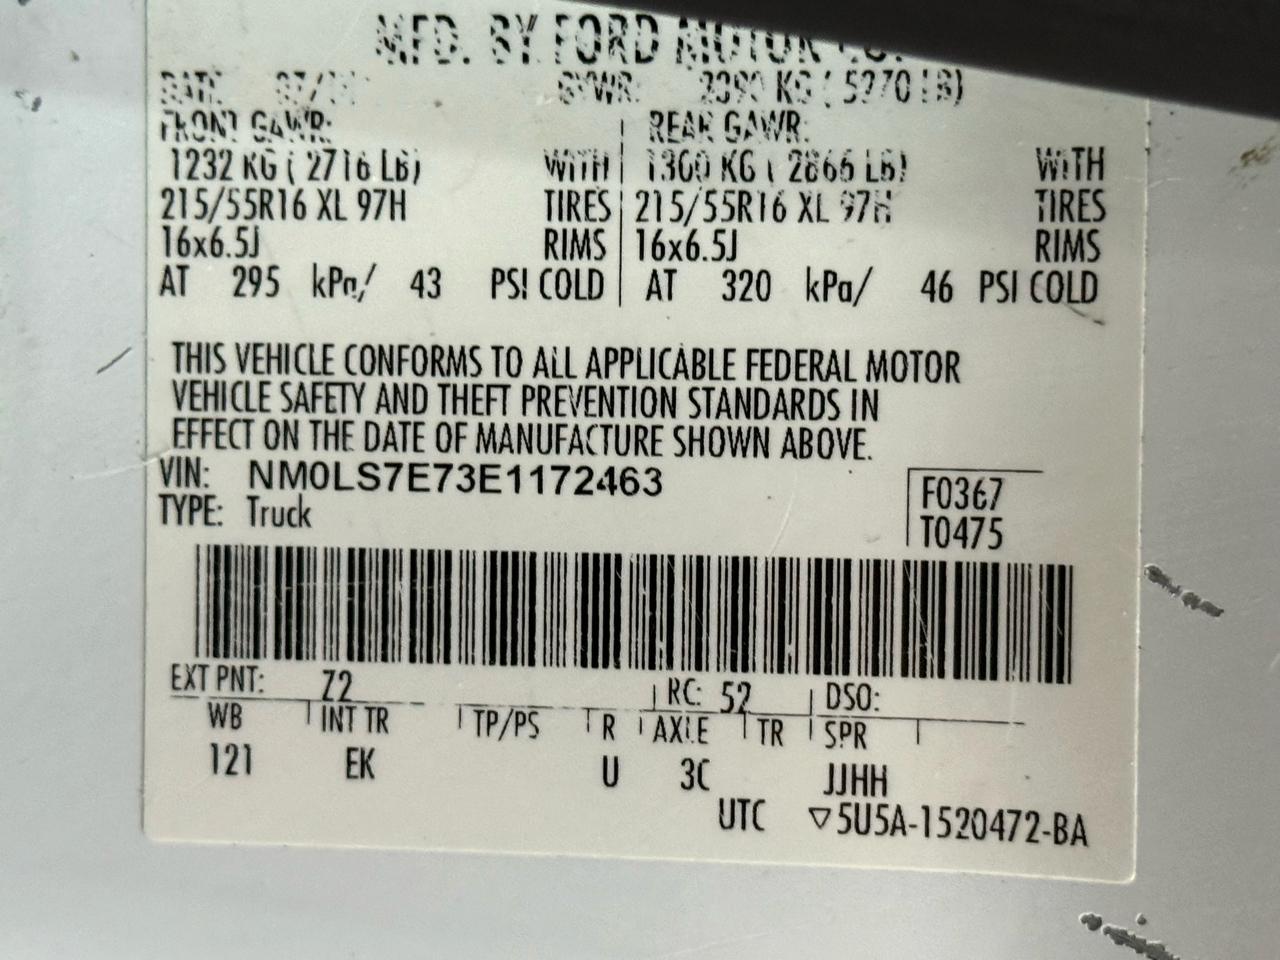 MFD. BY FORD MOTOR CO.
DATE: 07/1 GVWR: 2390 KG ( 5270 LB)
FRONT GAWR: REAR GAWR:
1232 KG ( 2716 LB) WITH 1300 KG ( 2866 LB) WITH
215/55R16 XL 97H TIRES 215/55R16 XL 97H TIRES
16x6.5J RIMS 16x6.5J RIMS
AT 295 kPa/ 43 PSI COLD AT 320 kPa/ 46 PSI COLD
THIS VEHICLE CONFORMS TO ALL APPLICABLE FEDERAL MOTOR
VEHICLE SAFETY AND THEFT PREVENTION STANDARDS IN
EFFECT ON THE DATE OF MANUFACTURE SHOWN ABOVE.
VIN: NM0LS7E73E1172463
TYPE: Truck
F0367
T0475
EXT PNT: Z2 RC: 52 DSO:
WB INT TR TP/PS R AXLE TR SPR
121 EK U 3C JJHH
UTC ▽5U5A-1520472-BA